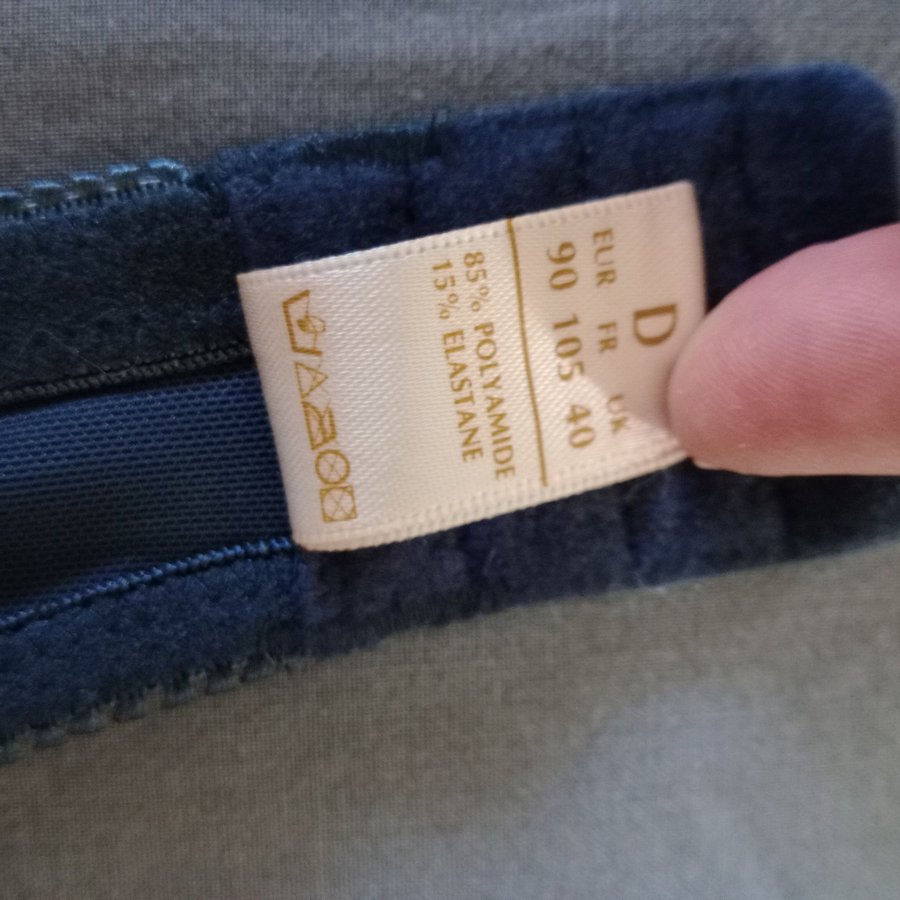 D
EUR FR UK
90 105 40
85% POLYAMIDE
15% ELASTANE